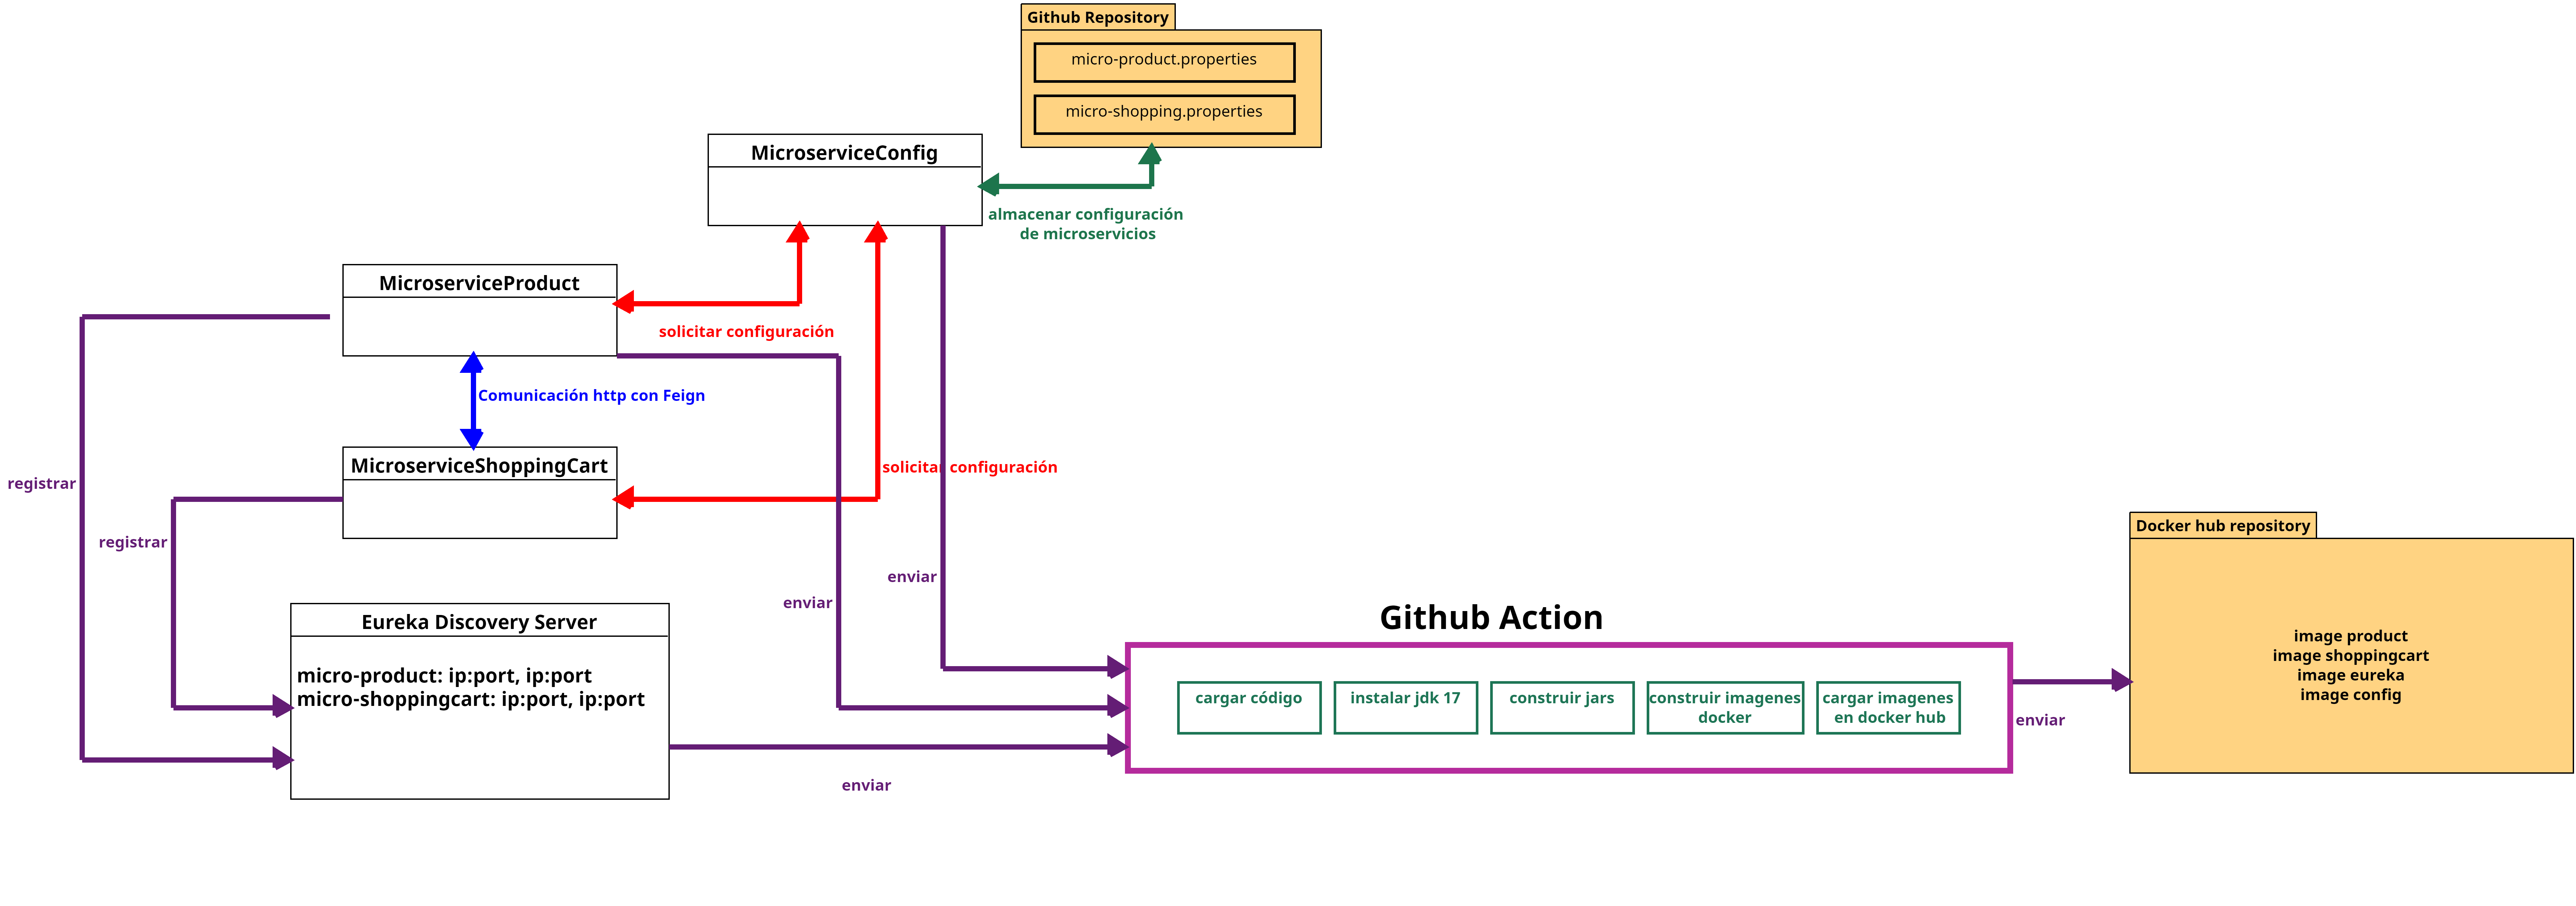 Github Repository
micro-product.properties
micro-shopping.properties
MicroserviceConfig
almacenar configuración
de microservicios
MicroserviceProduct
solicitar configuración
Comunicación http con Feign
MicroserviceShoppingCart
solicitar configuración
registrar
registrar
enviar
enviar
Eureka Discovery Server
micro-product: ip:port, ip:port
micro-shoppingcart: ip:port, ip:port
enviar
Github Action
cargar código
instalar jdk 17
construir jars
construir imagenes
docker
cargar imagenes
en docker hub
enviar
Docker hub repository
image product
image shoppingcart
image eureka
image config